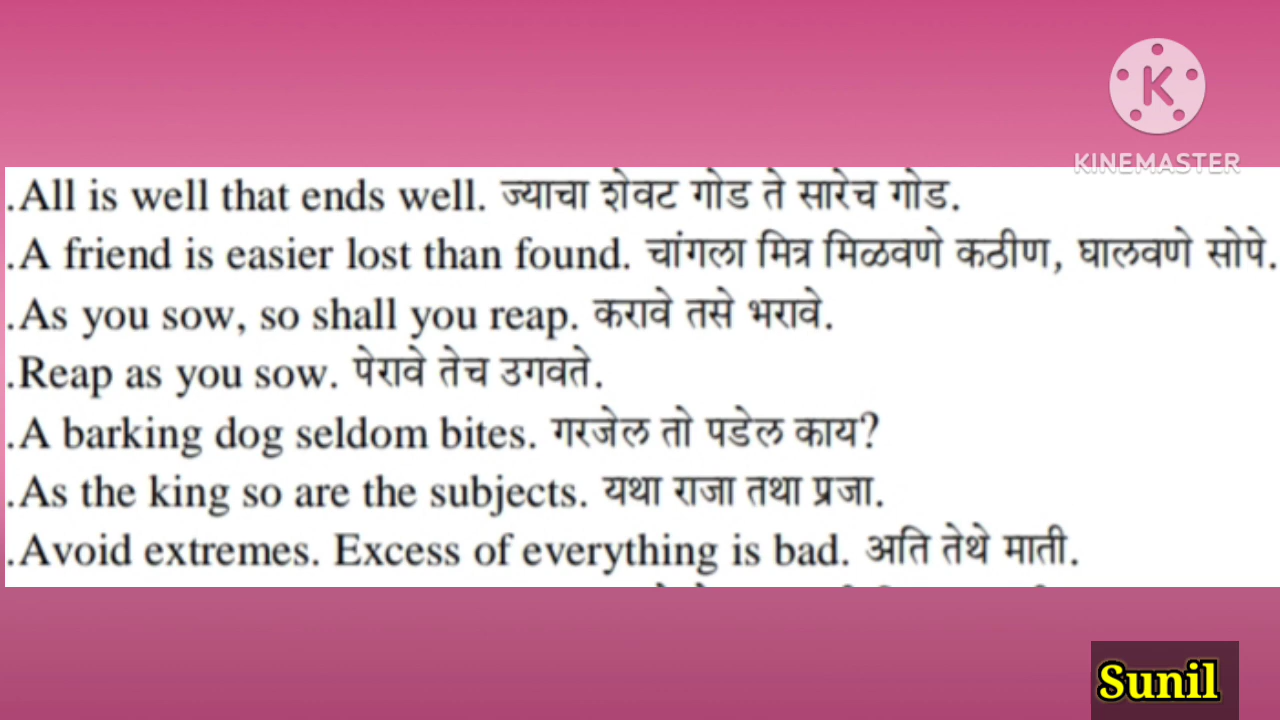 KINEMASTER
.All is well that ends well. ज्याचा शेवट गोड ते सारेच गोड.
.A friend is easier lost than found. चांगला मित्र मिळवणे कठीण, घालवणे सोपे.
.As you sow, so shall you reap. करावे तसे भरावे.
.Reap as you sow. पेरावे तेच उगवते.
.A barking dog seldom bites. गरजेल तो पडेल काय?
.As the king so are the subjects. यथा राजा तथा प्रजा.
.Avoid extremes. Excess of everything is bad. अति तेथे माती.
Sunil